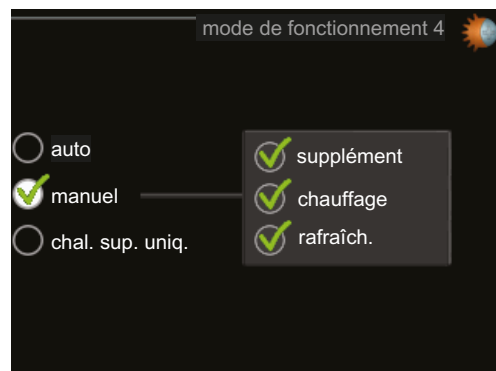 mode de fonctionnement 4
auto
manuel
chal. sup. uniq.
supplément
chauffage
rafraîch.